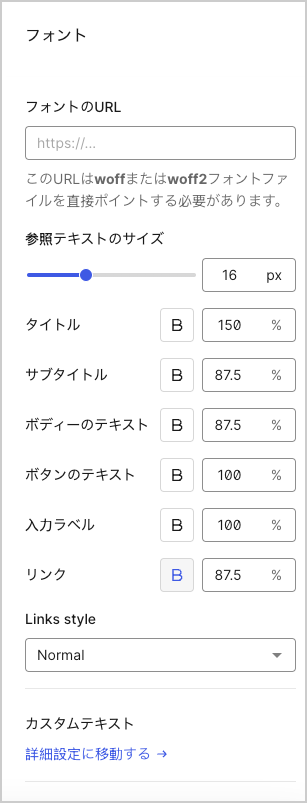 フォント
フォントのURL
https://...
このURLはwoffまたはwoff2フォントファ
イルを直接ポイントする必要があります。
参照テキストのサイズ
16 px
タイトル B 150 %
サブタイトル B 87.5 %
ボディーのテキスト B 87.5 %
ボタンのテキスト B 100 %
入力ラベル B 100 %
リンク B 87.5 %
Links style
Normal
カスタムテキスト
詳細設定に移動する →